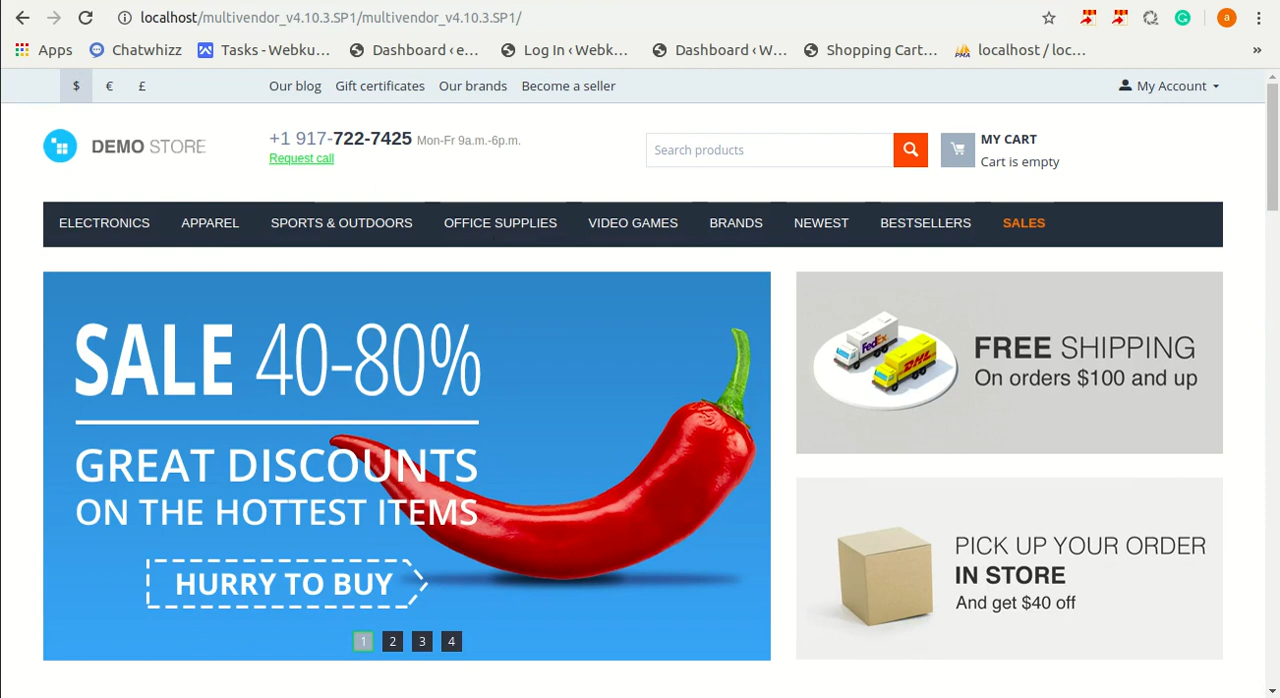 localhost/multivendor_v4.10.3.SP1/multivendor_v4.10.3.SP1/
a
Apps Chatwhizz Tasks - Webku… Dashboard ‹ e… Log In ‹ Webk… Dashboard ‹ W… Shopping Cart… localhost / loc… »
$ € £ Our blog Gift certificates Our brands Become a seller My Account
DEMO STORE
+1 917-722-7425 Mon-Fr 9a.m.-6p.m.
Request call
Search products
MY CART
Cart is empty
ELECTRONICS APPAREL SPORTS & OUTDOORS OFFICE SUPPLIES VIDEO GAMES BRANDS NEWEST BESTSELLERS SALES
SALE 40-80%
GREAT DISCOUNTS
ON THE HOTTEST ITEMS
HURRY TO BUY
1 2 3 4
FedEx
DHL
FREE SHIPPING
On orders $100 and up
PICK UP YOUR ORDER
IN STORE
And get $40 off